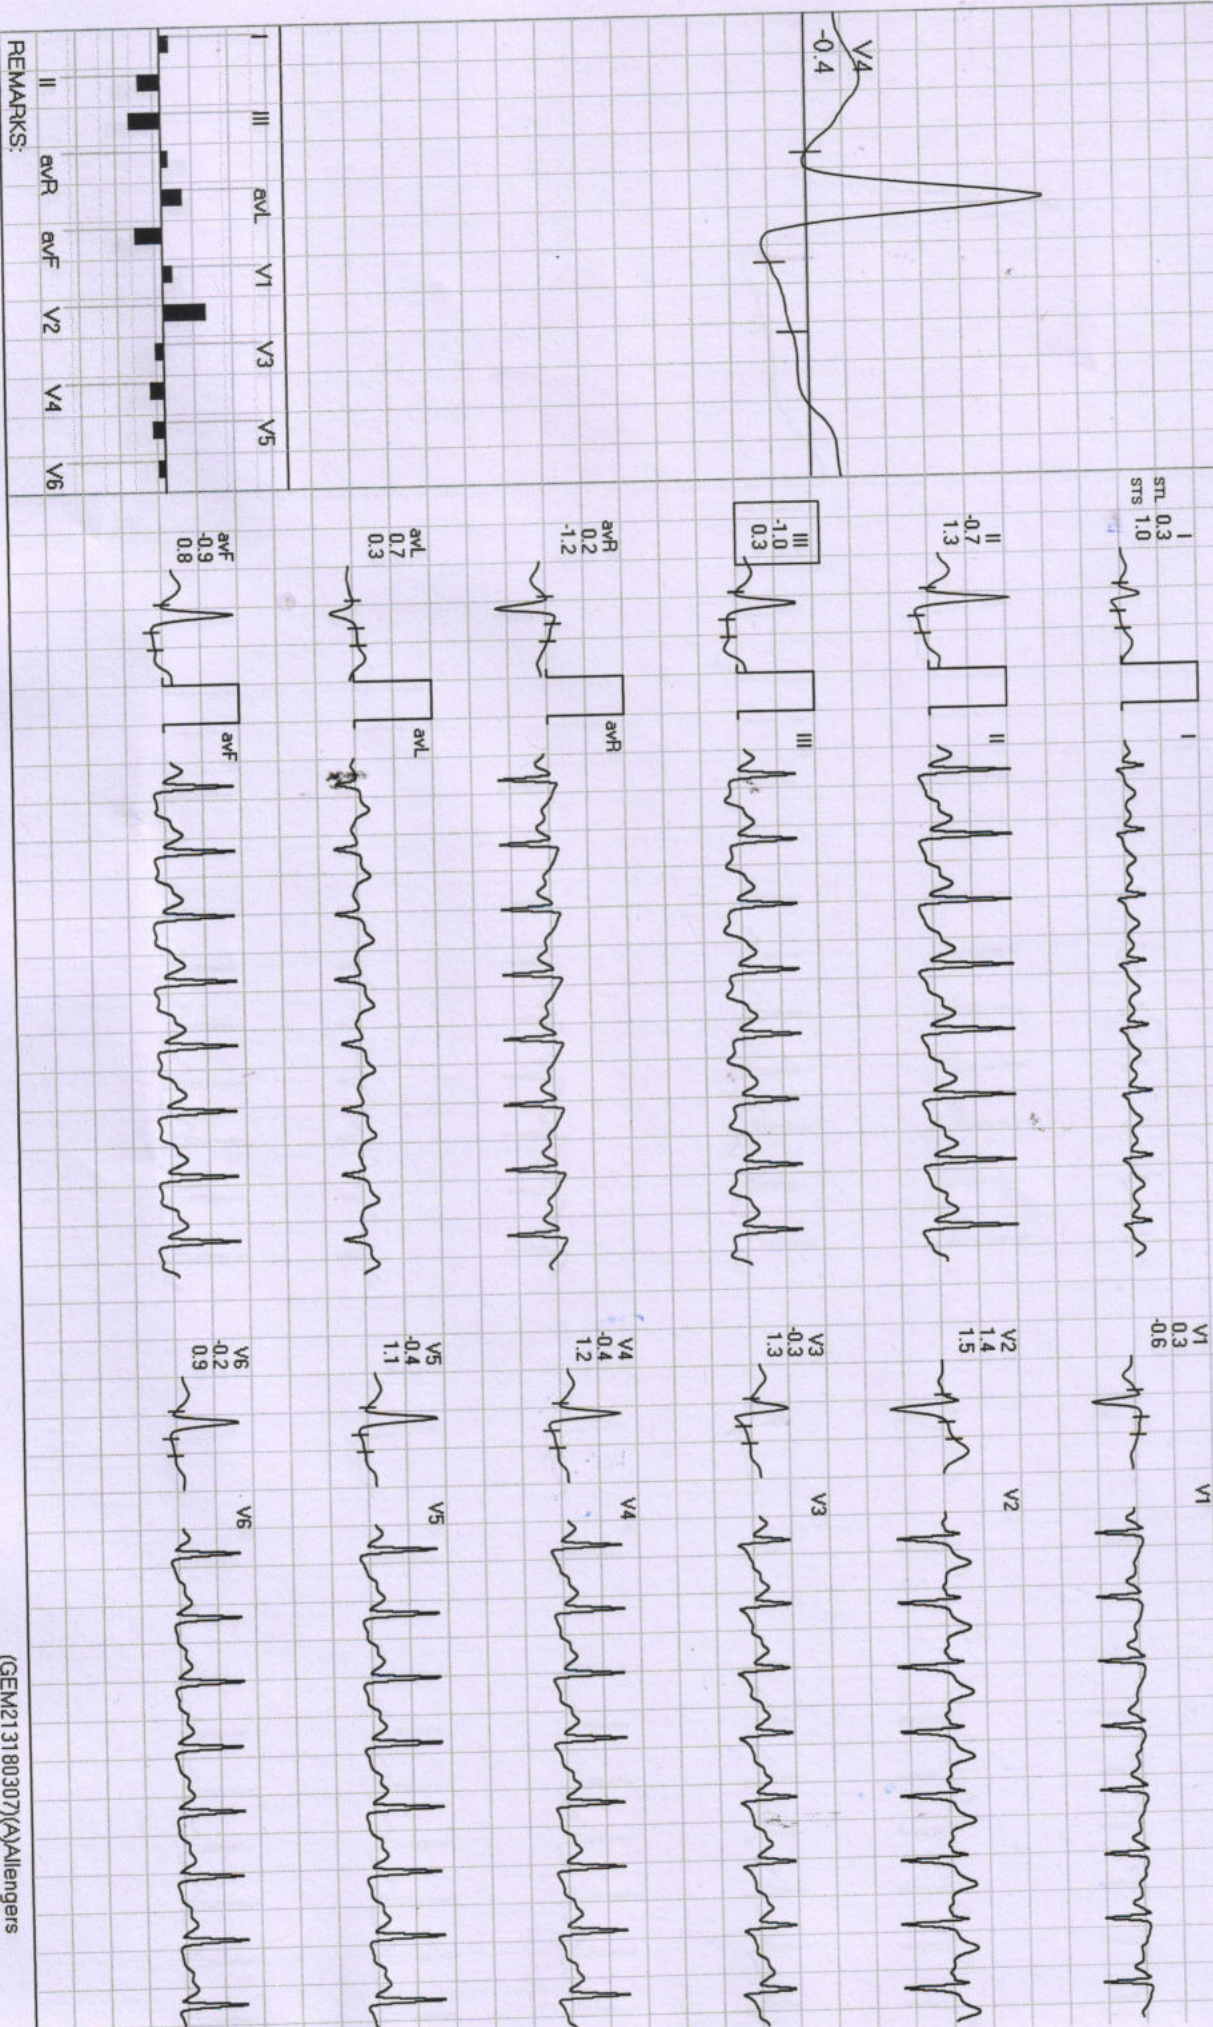 V4
-0.4
I
III
avL
V1
V3
V5
II
avR
avF
V2
V4
V6
REMARKS:
I
STL 0.3
STS 1.0
II
-0.7
1.3
III
-1.0
0.3
avR
0.2
-1.2
avL
0.7
0.3
avF
-0.9
0.8
I
II
III
avR
avL
avF
V1
0.3
-0.6
V2
1.4
1.5
V3
-0.3
1.3
V4
-0.4
1.2
V5
-0.4
1.1
V6
-0.2
0.9
V1
V2
V3
V4
V5
V6
(GEM213180307)(A)Allengers